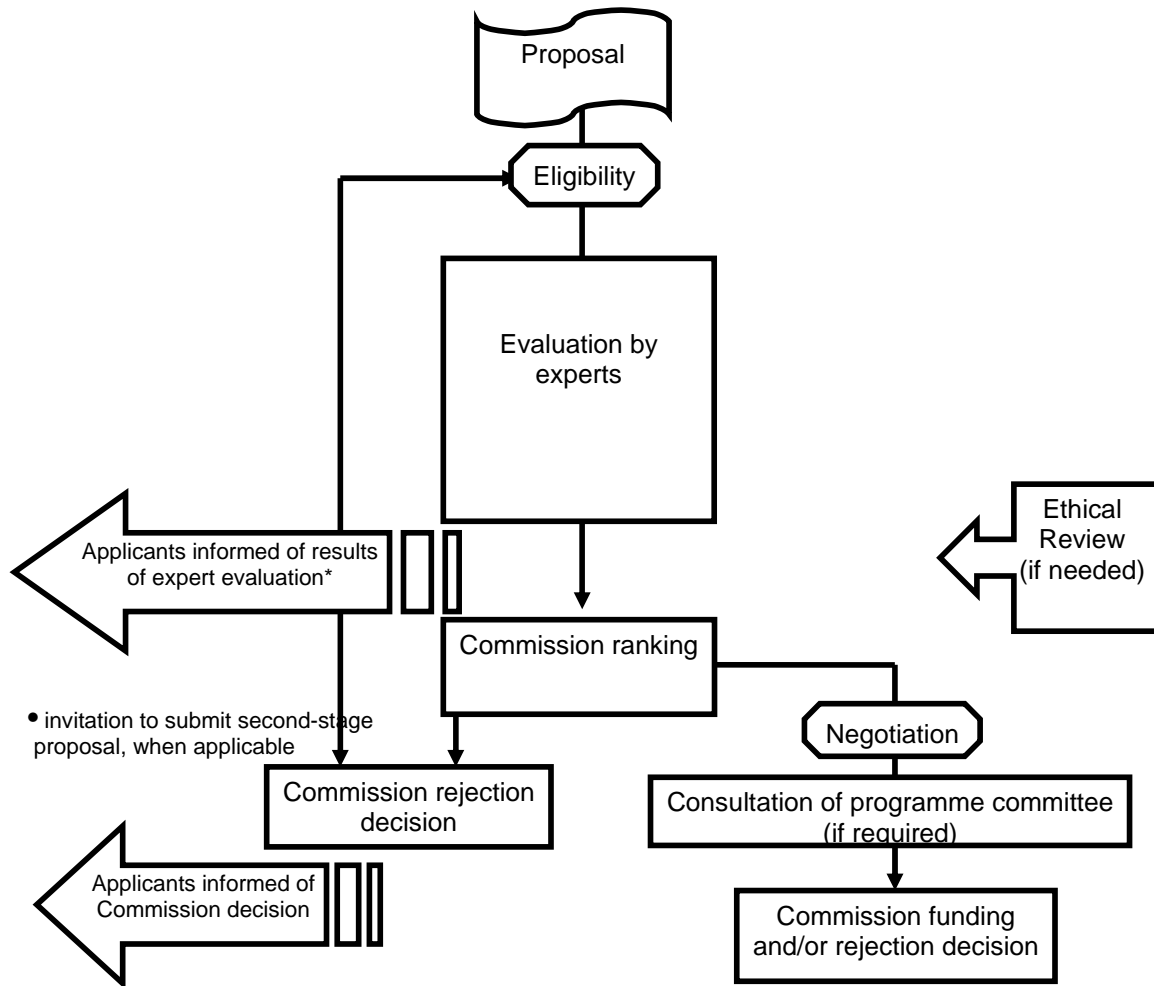 Proposal
Eligibility
Evaluation by
experts
Applicants informed of results
of expert evaluation*
Ethical
Review
(if needed)
Commission ranking
• invitation to submit second-stage
proposal, when applicable
Negotiation
Commission rejection
decision
Consultation of programme committee
(if required)
Applicants informed of
Commission decision
Commission funding
and/or rejection decision